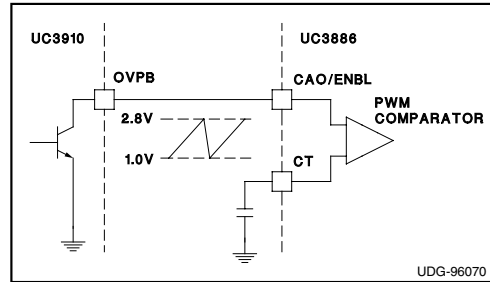 UC3910
UC3886
OVPB
CAO/ENBL
PWM
COMPARATOR
2.8V
1.0V
CT
UDG-96070